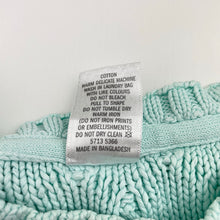 COTTON
WARM DELICATE MACHINE
WASH IN LAUNDRY BAG
WITH LIKE COLOURS
DO NOT BLEACH
PULL TO SHAPE
DO NOT TUMBLE DRY
WARM IRON
(DO NOT IRON PRINTS
OR EMBELLISHMENTS)
DO NOT DRY CLEAN
5713 5366
MADE IN BANGLADESH